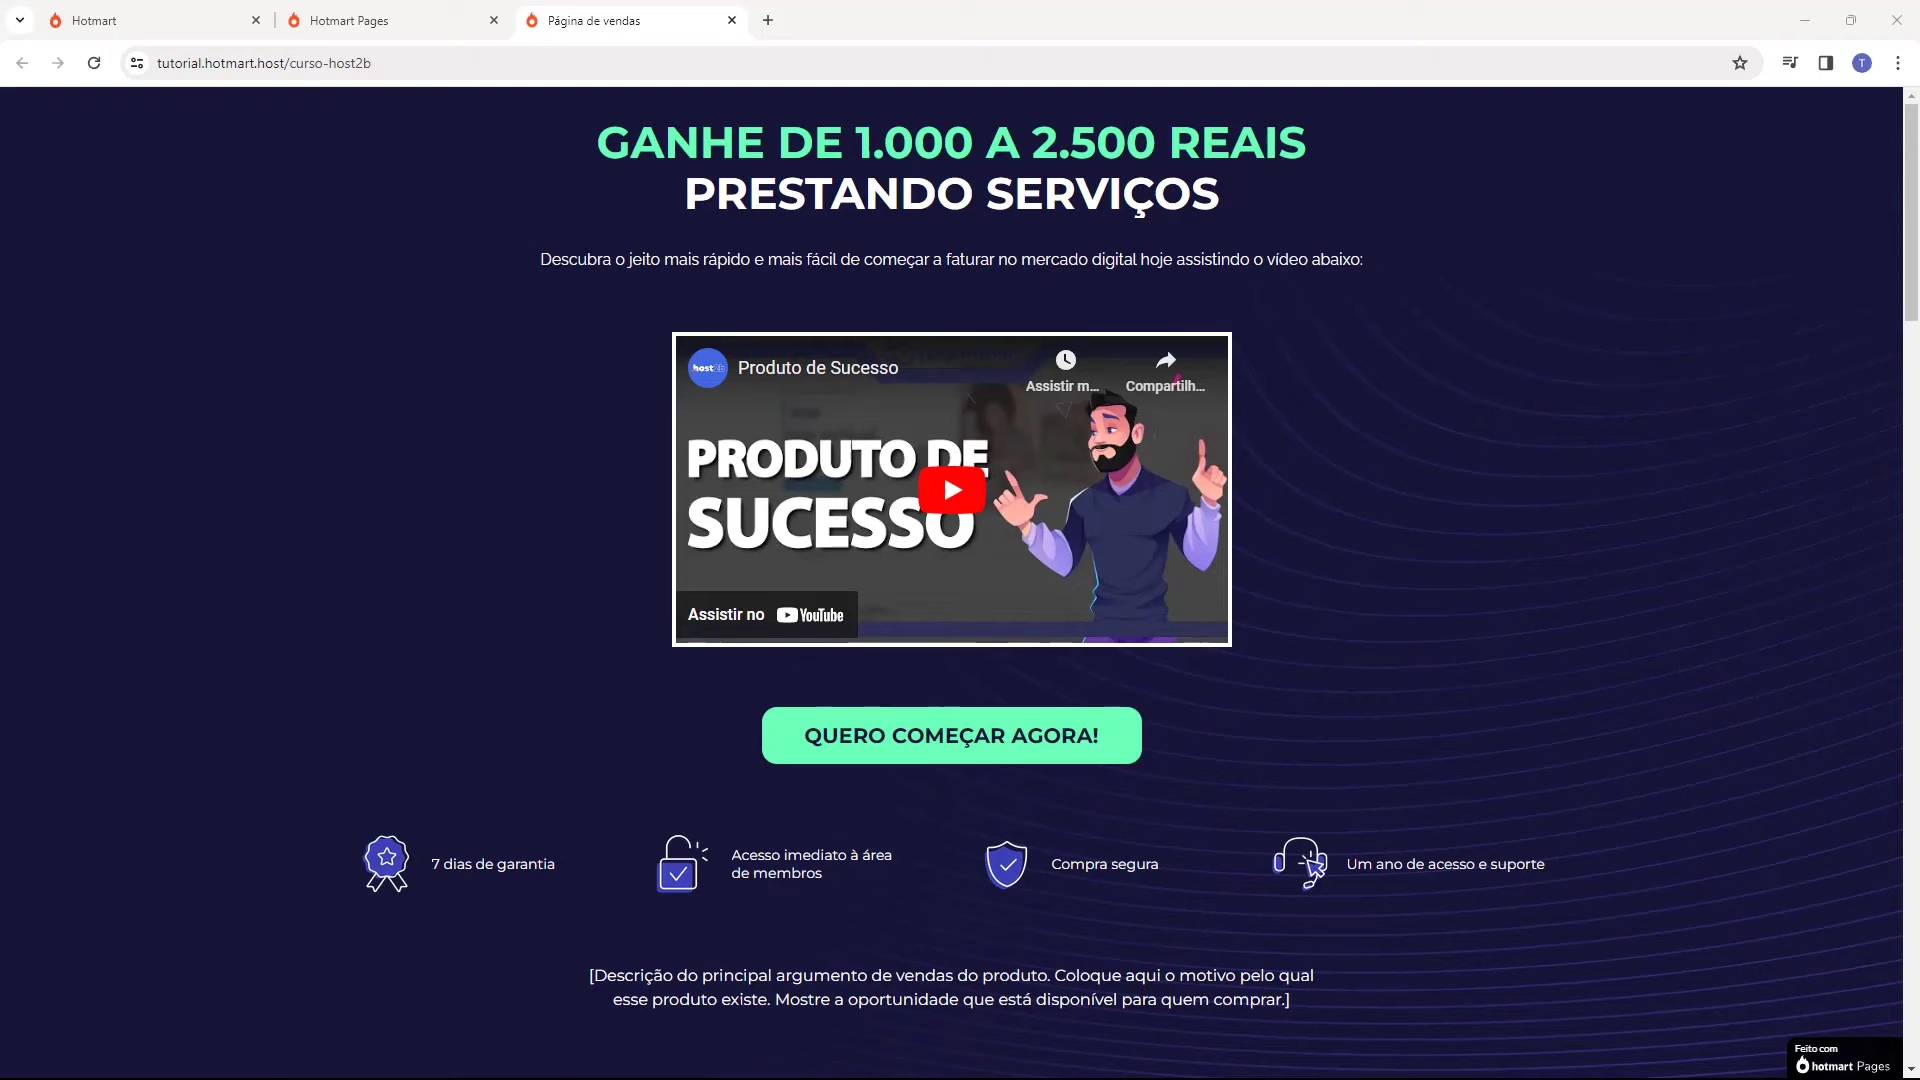 Hotmart
Hotmart Pages
Página de vendas
tutorial.hotmart.host/curso-host2b
T
GANHE DE 1.000 A 2.500 REAIS
PRESTANDO SERVIÇOS
Descubra o jeito mais rápido e mais fácil de começar a faturar no mercado digital hoje assistindo o vídeo abaixo:
host2b
Produto de Sucesso
Assistir m...
Compartilh...
PRODUTO DE
SUCESSO
Assistir no YouTube
QUERO COMEÇAR AGORA!
7 dias de garantia
Acesso imediato à área
de membros
Compra segura
Um ano de acesso e suporte
[Descrição do principal argumento de vendas do produto. Coloque aqui o motivo pelo qual
esse produto existe. Mostre a oportunidade que está disponível para quem comprar.]
Feito com
hotmart Pages